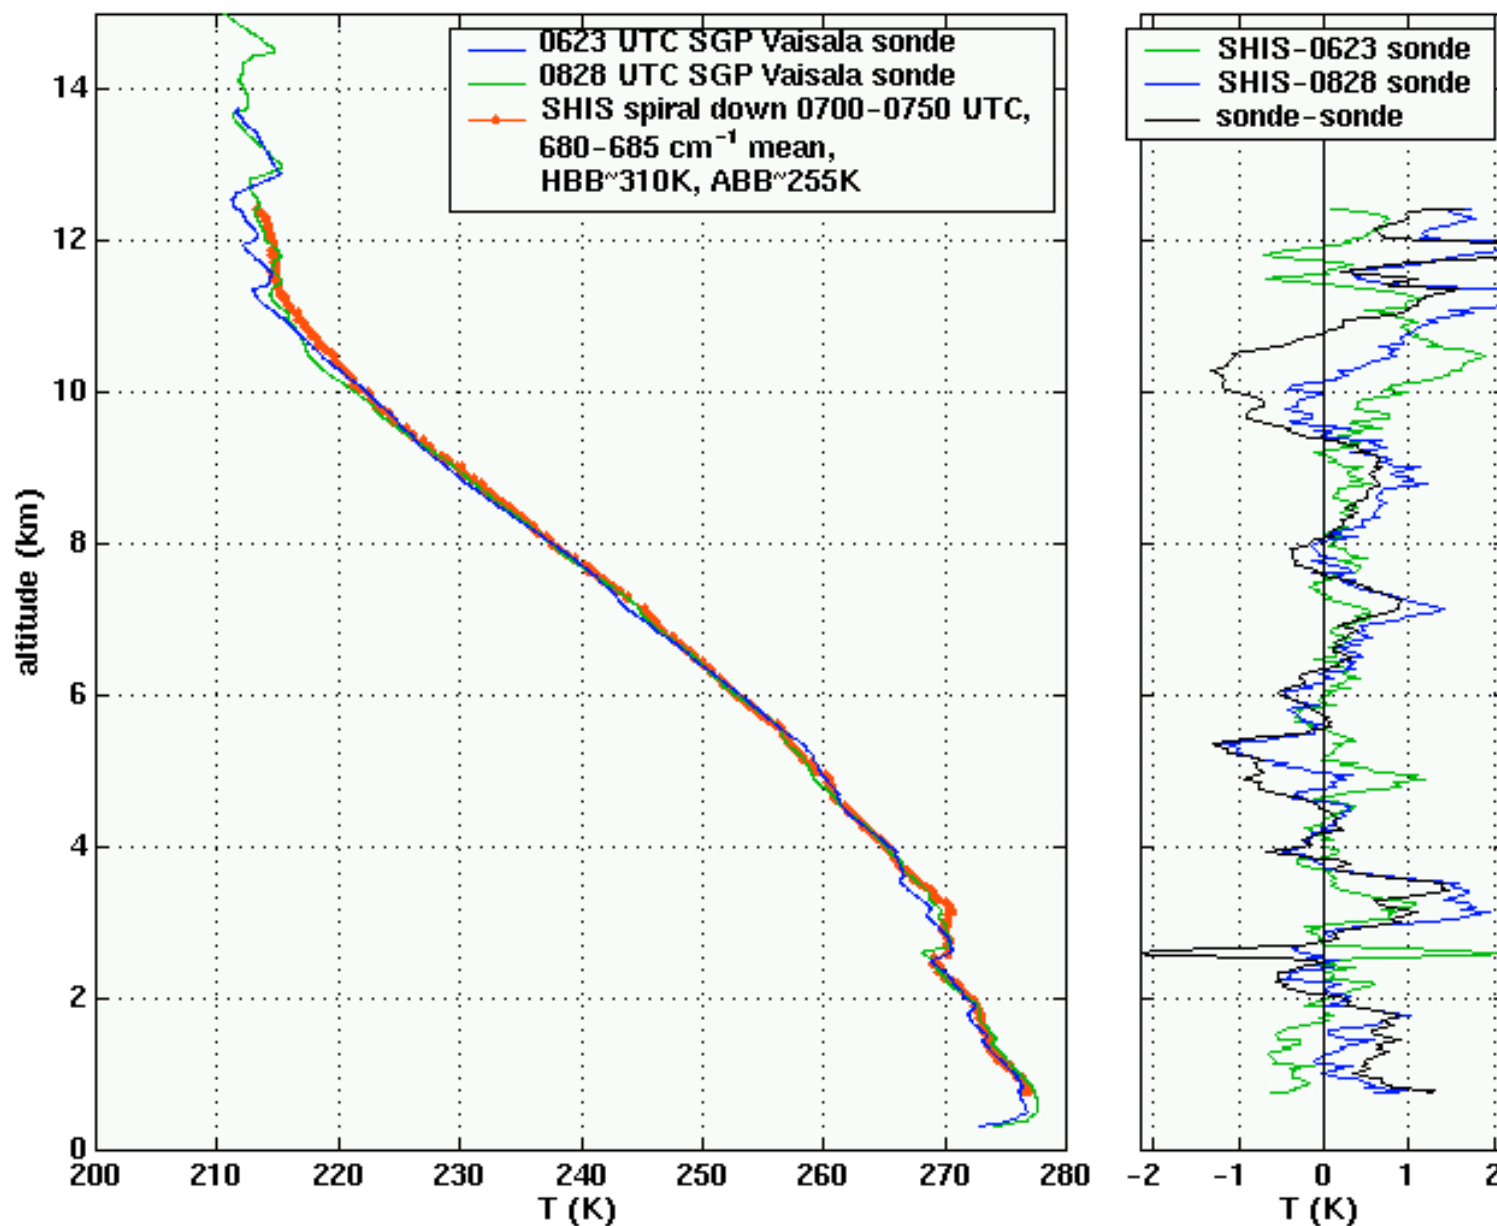 0623 UTC SGP Vaisala sonde
0828 UTC SGP Vaisala sonde
SHIS spiral down 0700-0750 UTC,
680-685 cm⁻¹ mean,
HBB~310K, ABB~255K
altitude (km)
14
12
10
8
6
4
2
0
200 210 220 230 240 250 260 270 280
T (K)
SHIS-0623 sonde
SHIS-0828 sonde
sonde-sonde
-2 -1 0 1 2
T (K)